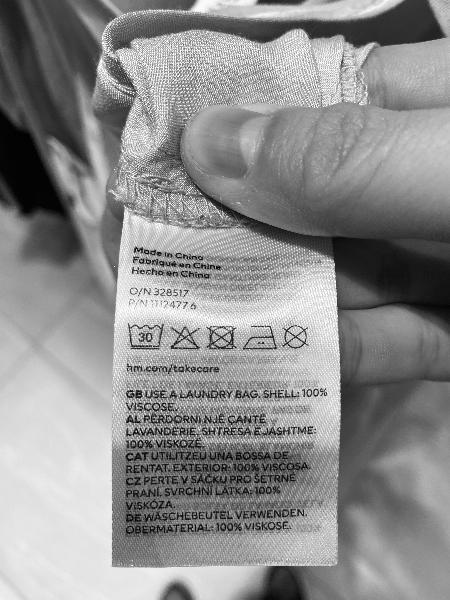 Made in China
Fabriqué en Chine
Hecho en China
O/N 328517
P/N 1112477.6
30
hm.com/takecare
GB USE A LAUNDRY BAG. SHELL: 100%
VISCOSE.
AL PËRDORNI NJË ÇANTË
LAVANDERIE. SHTRESA E JASHTME:
100% VISKOZË.
CAT UTILITZEU UNA BOSSA DE
RENTAT. EXTERIOR: 100% VISCOSA.
CZ PERTE V SÁČKU PRO ŠETRNÉ
PRANÍ. SVRCHNÍ LÁTKA: 100%
VISKÓZA.
DE WÄSCHEBEUTEL VERWENDEN.
OBERMATERIAL: 100% VISKOSE.